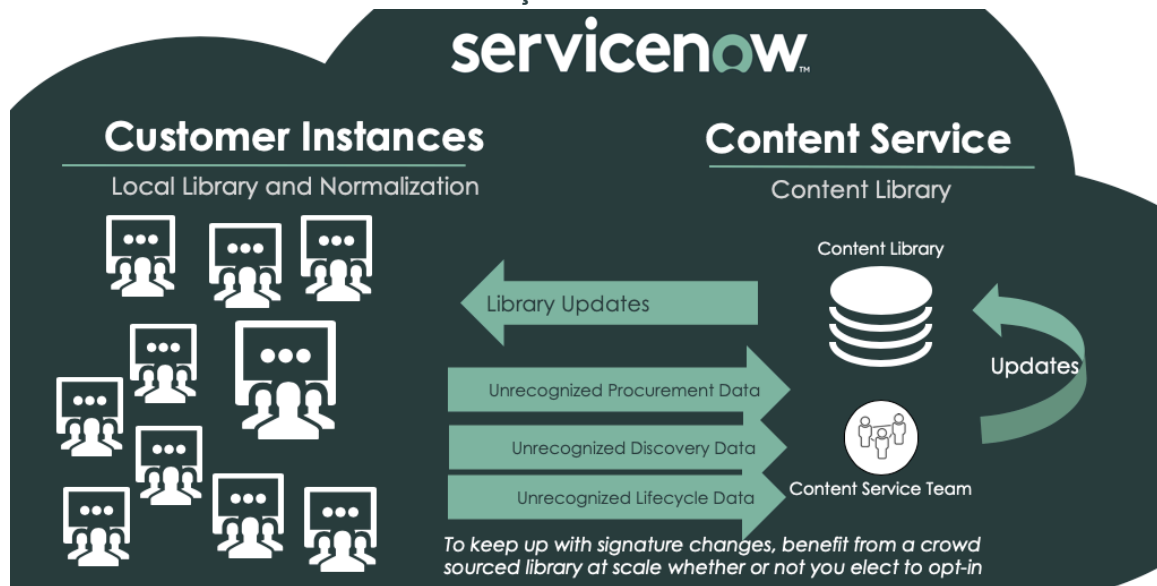 servicenow™
Customer Instances
Local Library and Normalization
Content Service
Content Library
Content Library
Library Updates
Updates
Unrecognized Procurement Data
Unrecognized Discovery Data
Unrecognized Lifecycle Data
Content Service Team
To keep up with signature changes, benefit from a crowd
sourced library at scale whether or not you elect to opt-in